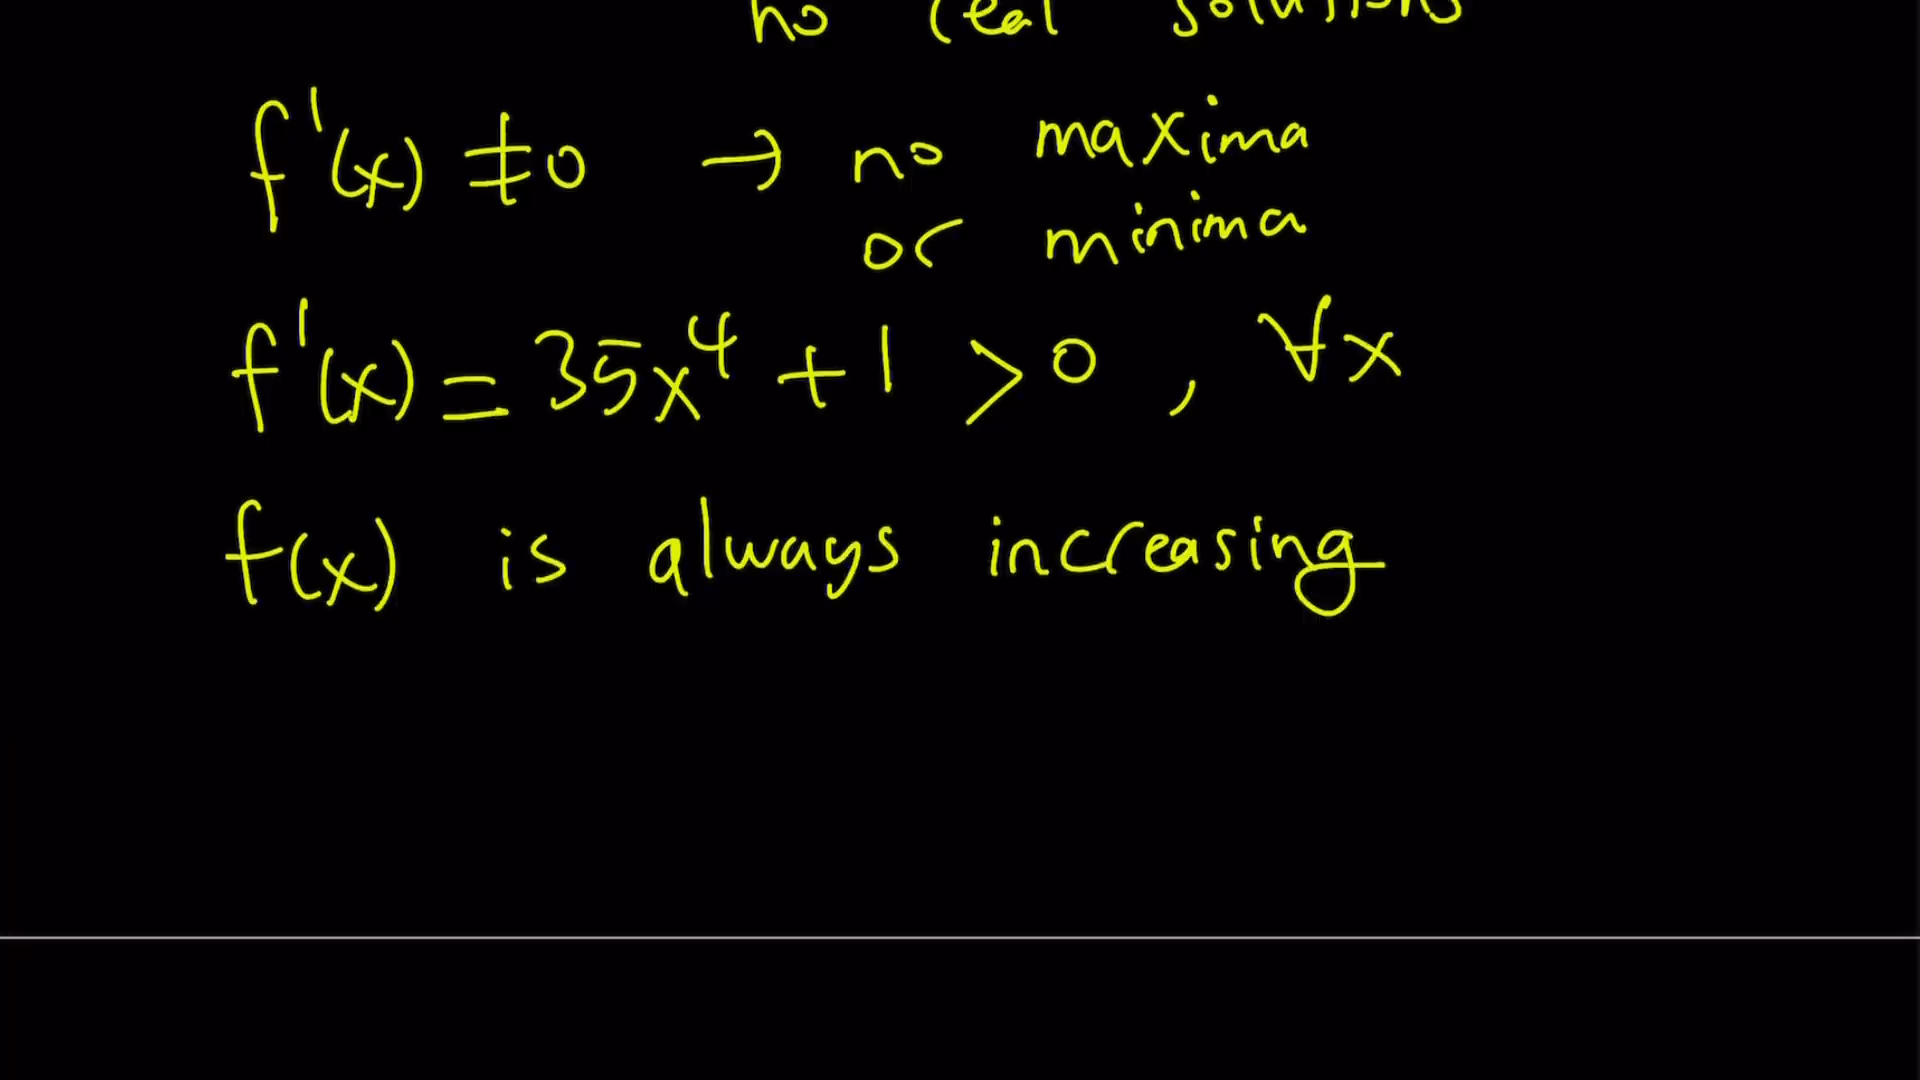 no real solutions
f'(x) ≠ 0 → no maxima
or minima
f'(x) = 35x⁴ + 1 > 0 , ∀x
f(x) is always increasing